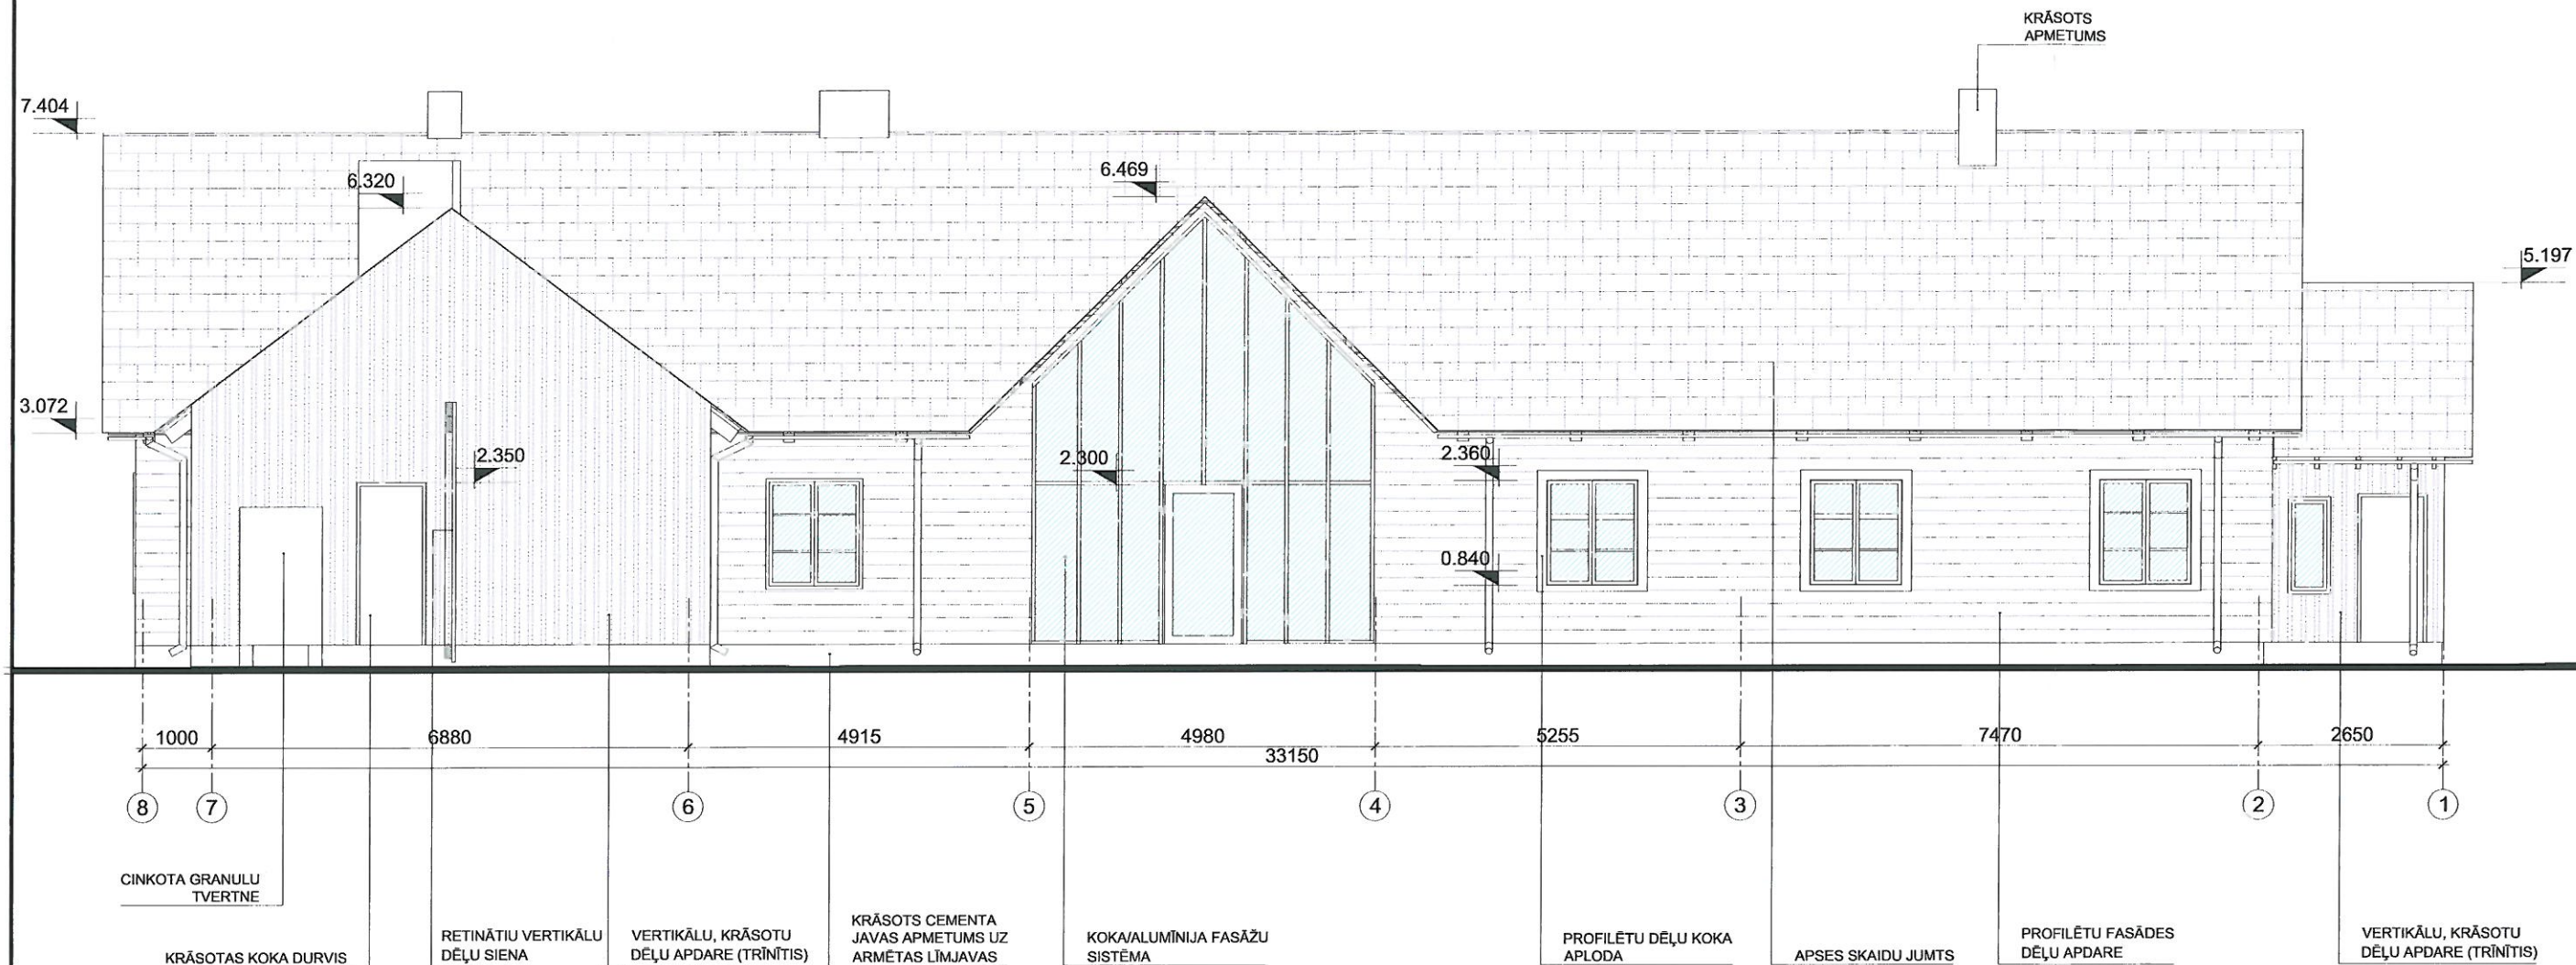 KRĀSOTS
APMETUMS
7.404
6.320
6.469
5.197
3.072
2.350
2.300
2.360
0.840
1000
6880
4915
4980
5255
7470
2650
33150
8
7
6
5
4
3
2
1
CINKOTA GRANULU
TVERTNE
KRĀSOTAS KOKA DURVIS
RETINĀTIU VERTIKĀLU
DĒĻU SIENA
VERTIKĀLU, KRĀSOTU
DĒĻU APDARE (TRĪNĪTIS)
KRĀSOTS CEMENTA
JAVAS APMETUMS UZ
ARMĒTAS LĪMJAVAS
KOKA/ALUMĪNIJA FASĀŽU
SISTĒMA
PROFILĒTU DĒĻU KOKA
APLODA
APSES SKAIDU JUMTS
PROFILĒTU FASĀDES
DĒĻU APDARE
VERTIKĀLU, KRĀSOTU
DĒĻU APDARE (TRĪNĪTIS)